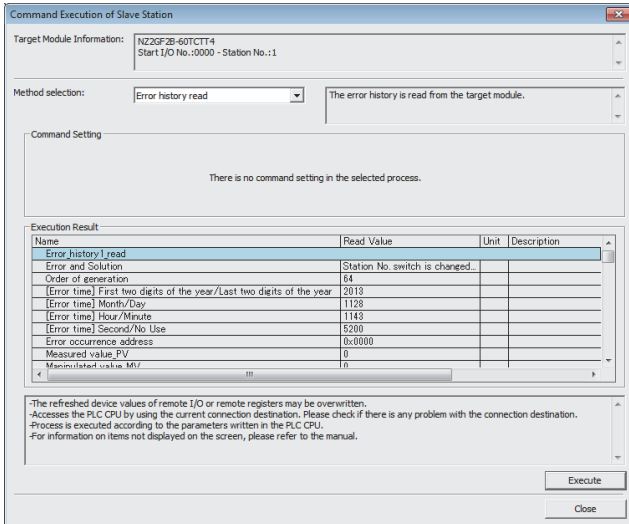 Command Execution of Slave Station
Target Module Information:
NZ2GF2B-60TCTT4
Start I/O No.:0000 - Station No.:1
Method selection:
Error history read
The error history is read from the target module.
Command Setting
There is no command setting in the selected process.
Execution Result
Name Read Value Unit Description
Error_history1_read
Error and Solution Station No. switch is changed...
Order of generation 64
[Error time] First two digits of the year/Last two digits of the year 2013
[Error time] Month/Day 1128
[Error time] Hour/Minute 1143
[Error time] Second/No Use 5200
Error occurrence address 0x0000
Measured value_PV 0
Manipulated value_MV 0
-The refreshed device values of remote I/O or remote registers may be overwritten.
-Accesses the PLC CPU by using the current connection destination. Please check if there is any problem with the connection destination.
-Process is executed according to the parameters written in the PLC CPU.
-For information on items not displayed on the screen, please refer to the manual.
Execute
Close